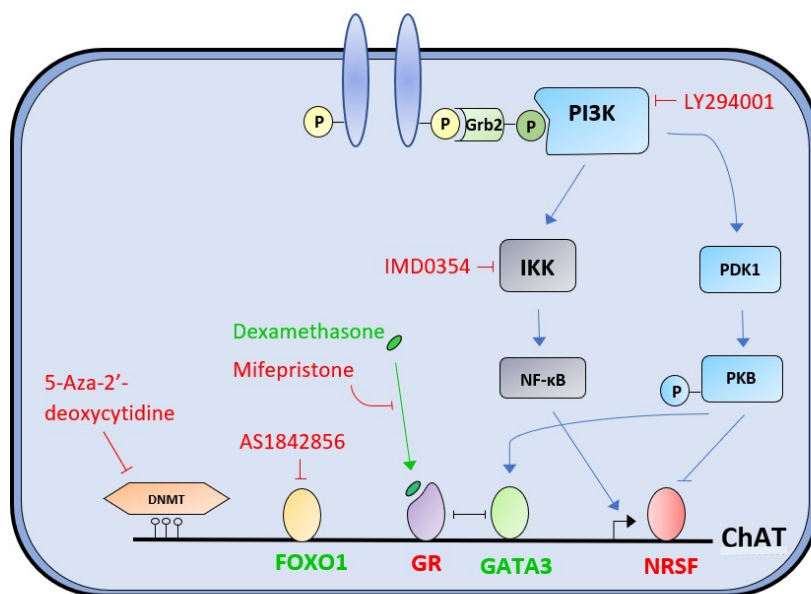 P
P
Grb2
P
PI3K
LY294001
IMD0354
IKK
PDK1
Dexamethasone
Mifepristone
NF-κB
P
PKB
5-Aza-2’-
deoxycytidine
AS1842856
DNMT
FOXO1
GR
GATA3
NRSF
ChAT